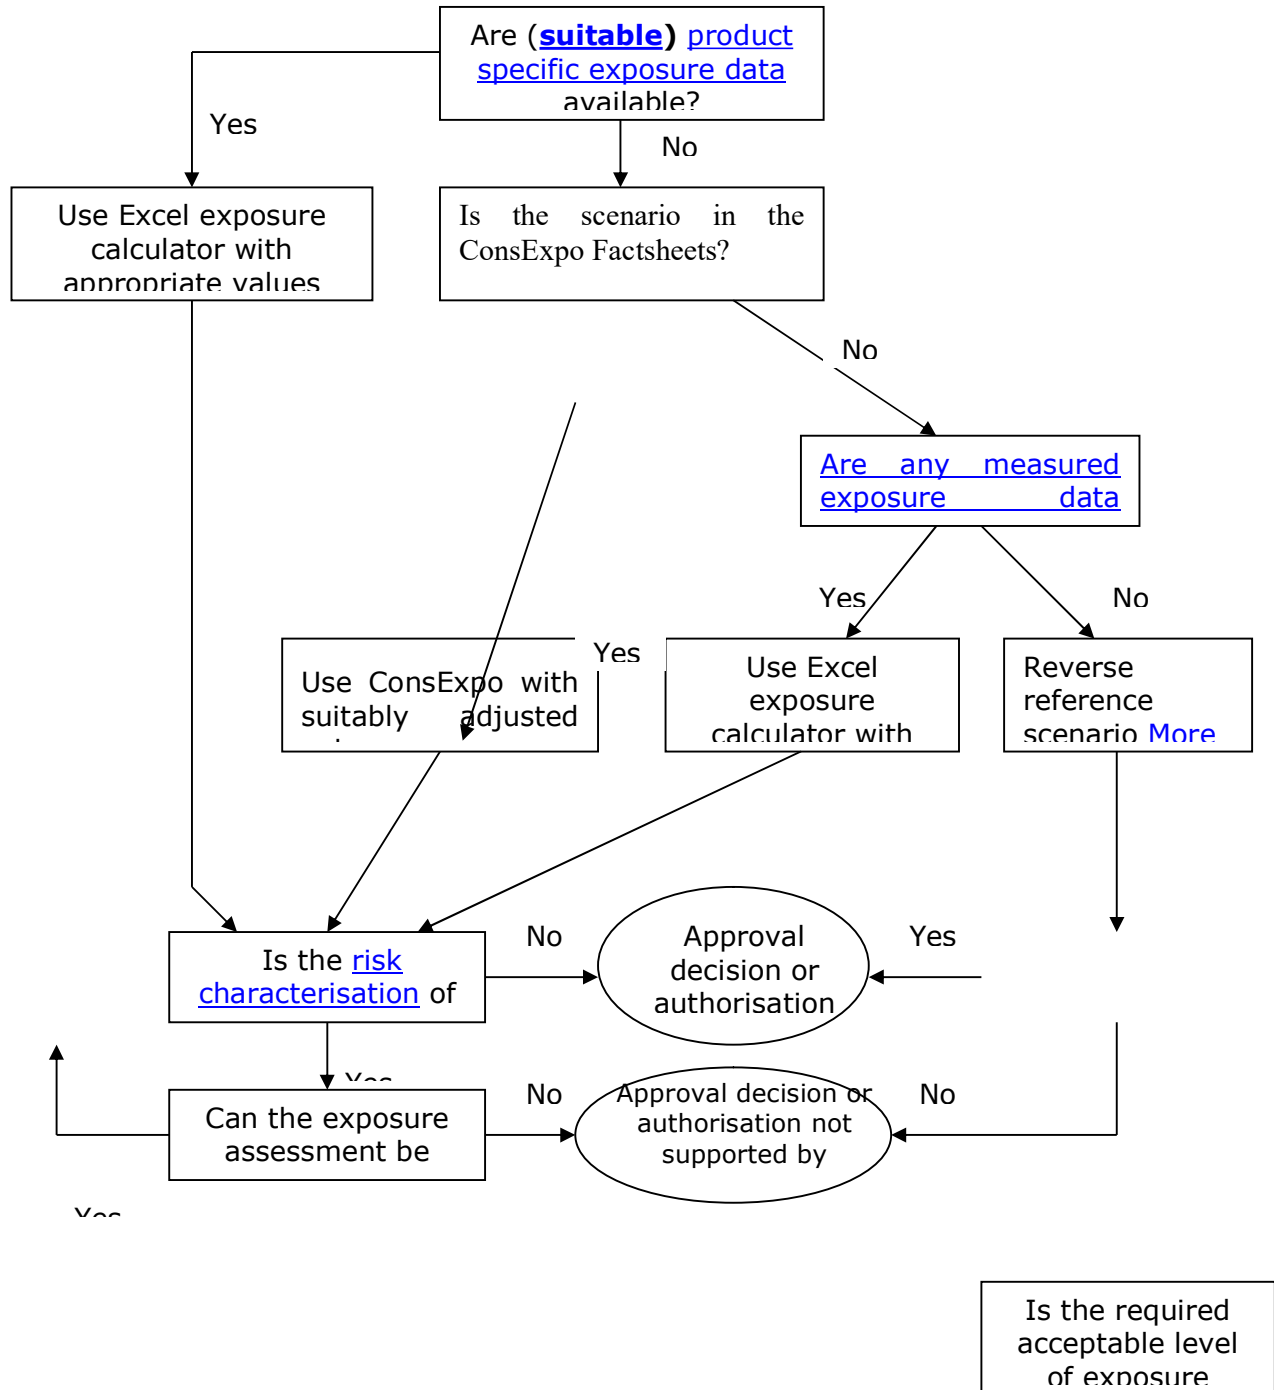 Are (suitable) product
specific exposure data
available?
Yes
No
Use Excel exposure
calculator with
appropriate values
Is the scenario in the
ConsExpo Factsheets?
No
Are any measured
exposure data
Yes
No
Use ConsExpo with
suitably adjusted
Yes
Use Excel
exposure
calculator with
Reverse
reference
scenario More
Is the risk
characterisation of
No
Approval
decision or
authorisation
Yes
Yes
Can the exposure
assessment be
No
Approval decision or
authorisation not
supported by
No
Yes
Is the required
acceptable level
of exposure